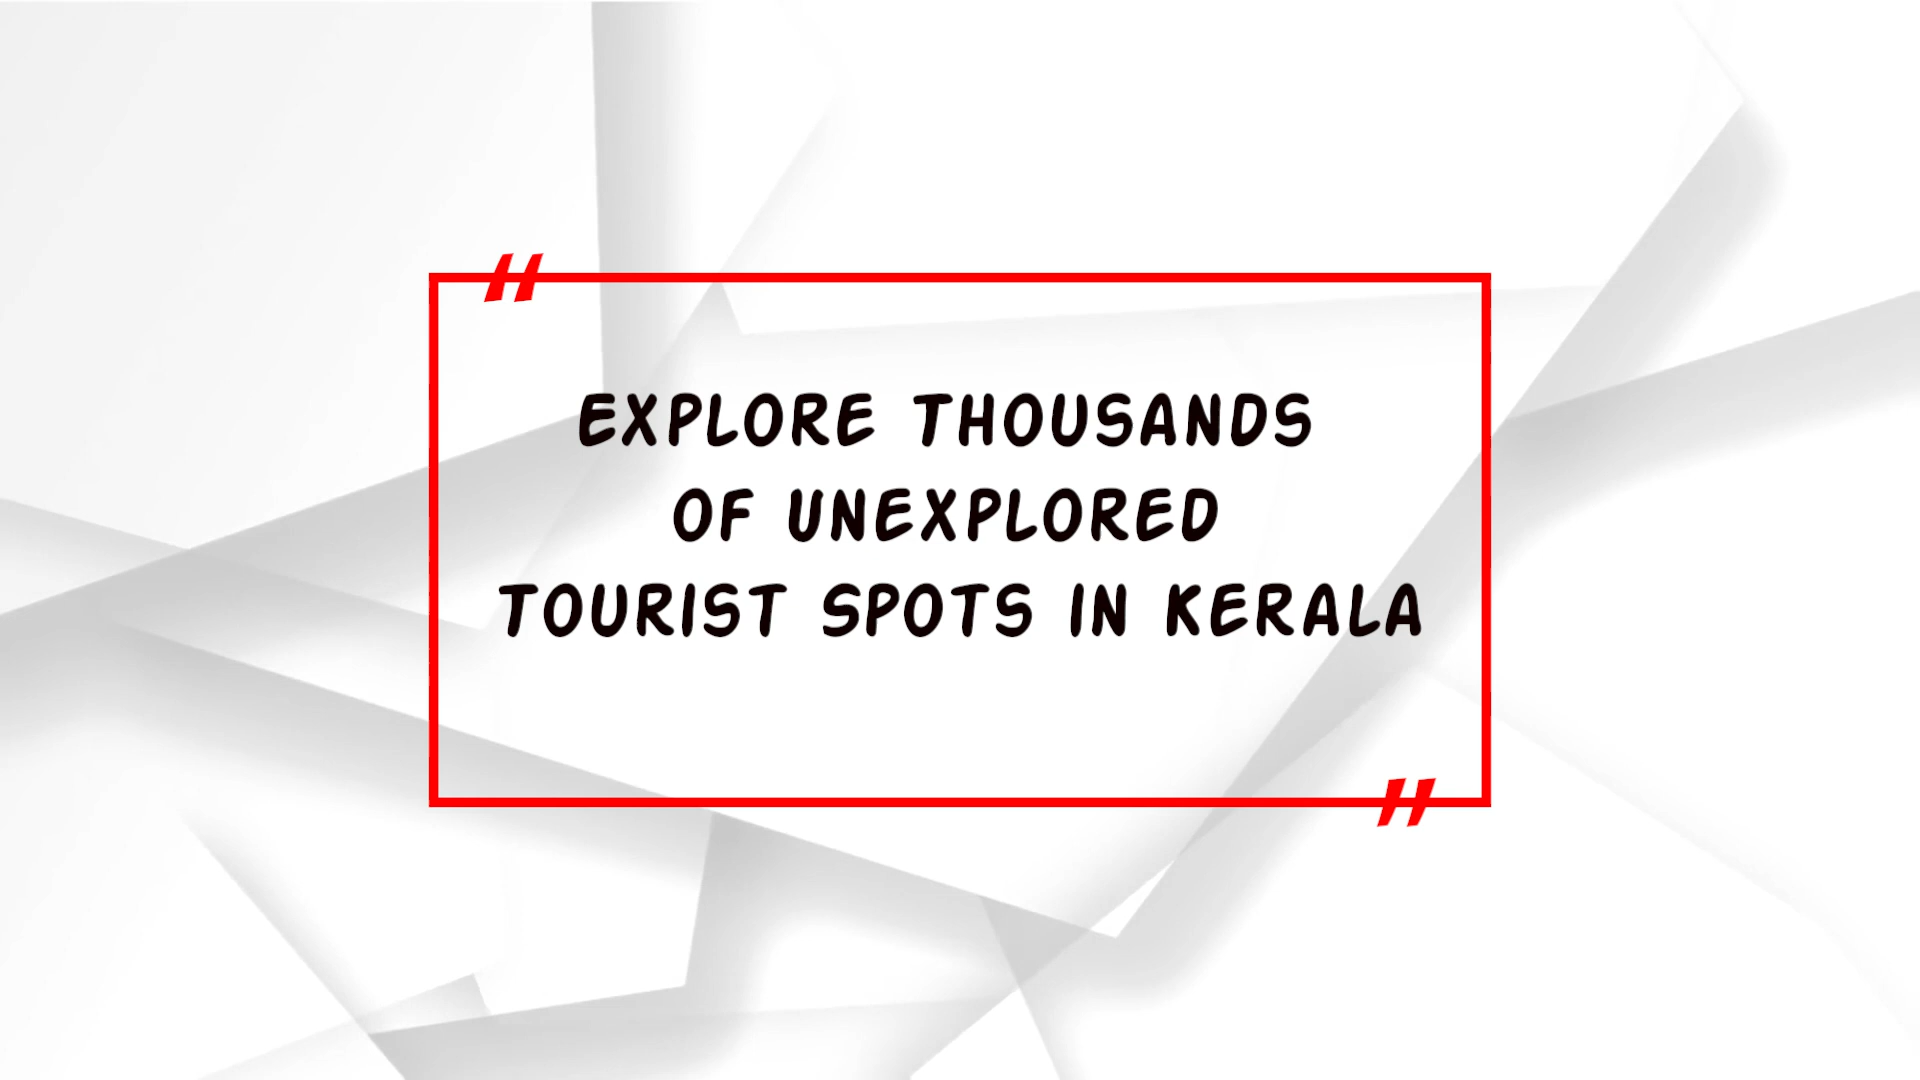 "
EXPLORE THOUSANDS
OF UNEXPLORED
TOURIST SPOTS IN KERALA
"